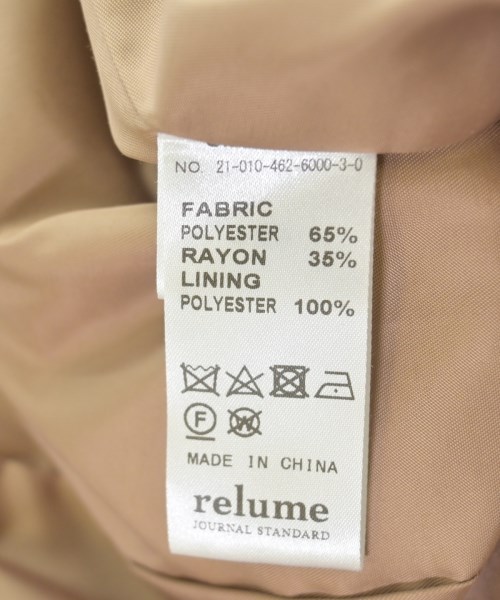 NO. 21-010-462-6000-3-0
FABRIC
POLYESTER 65%
RAYON 35%
LINING
POLYESTER 100%
F W
MADE IN CHINA
relume
JOURNAL STANDARD